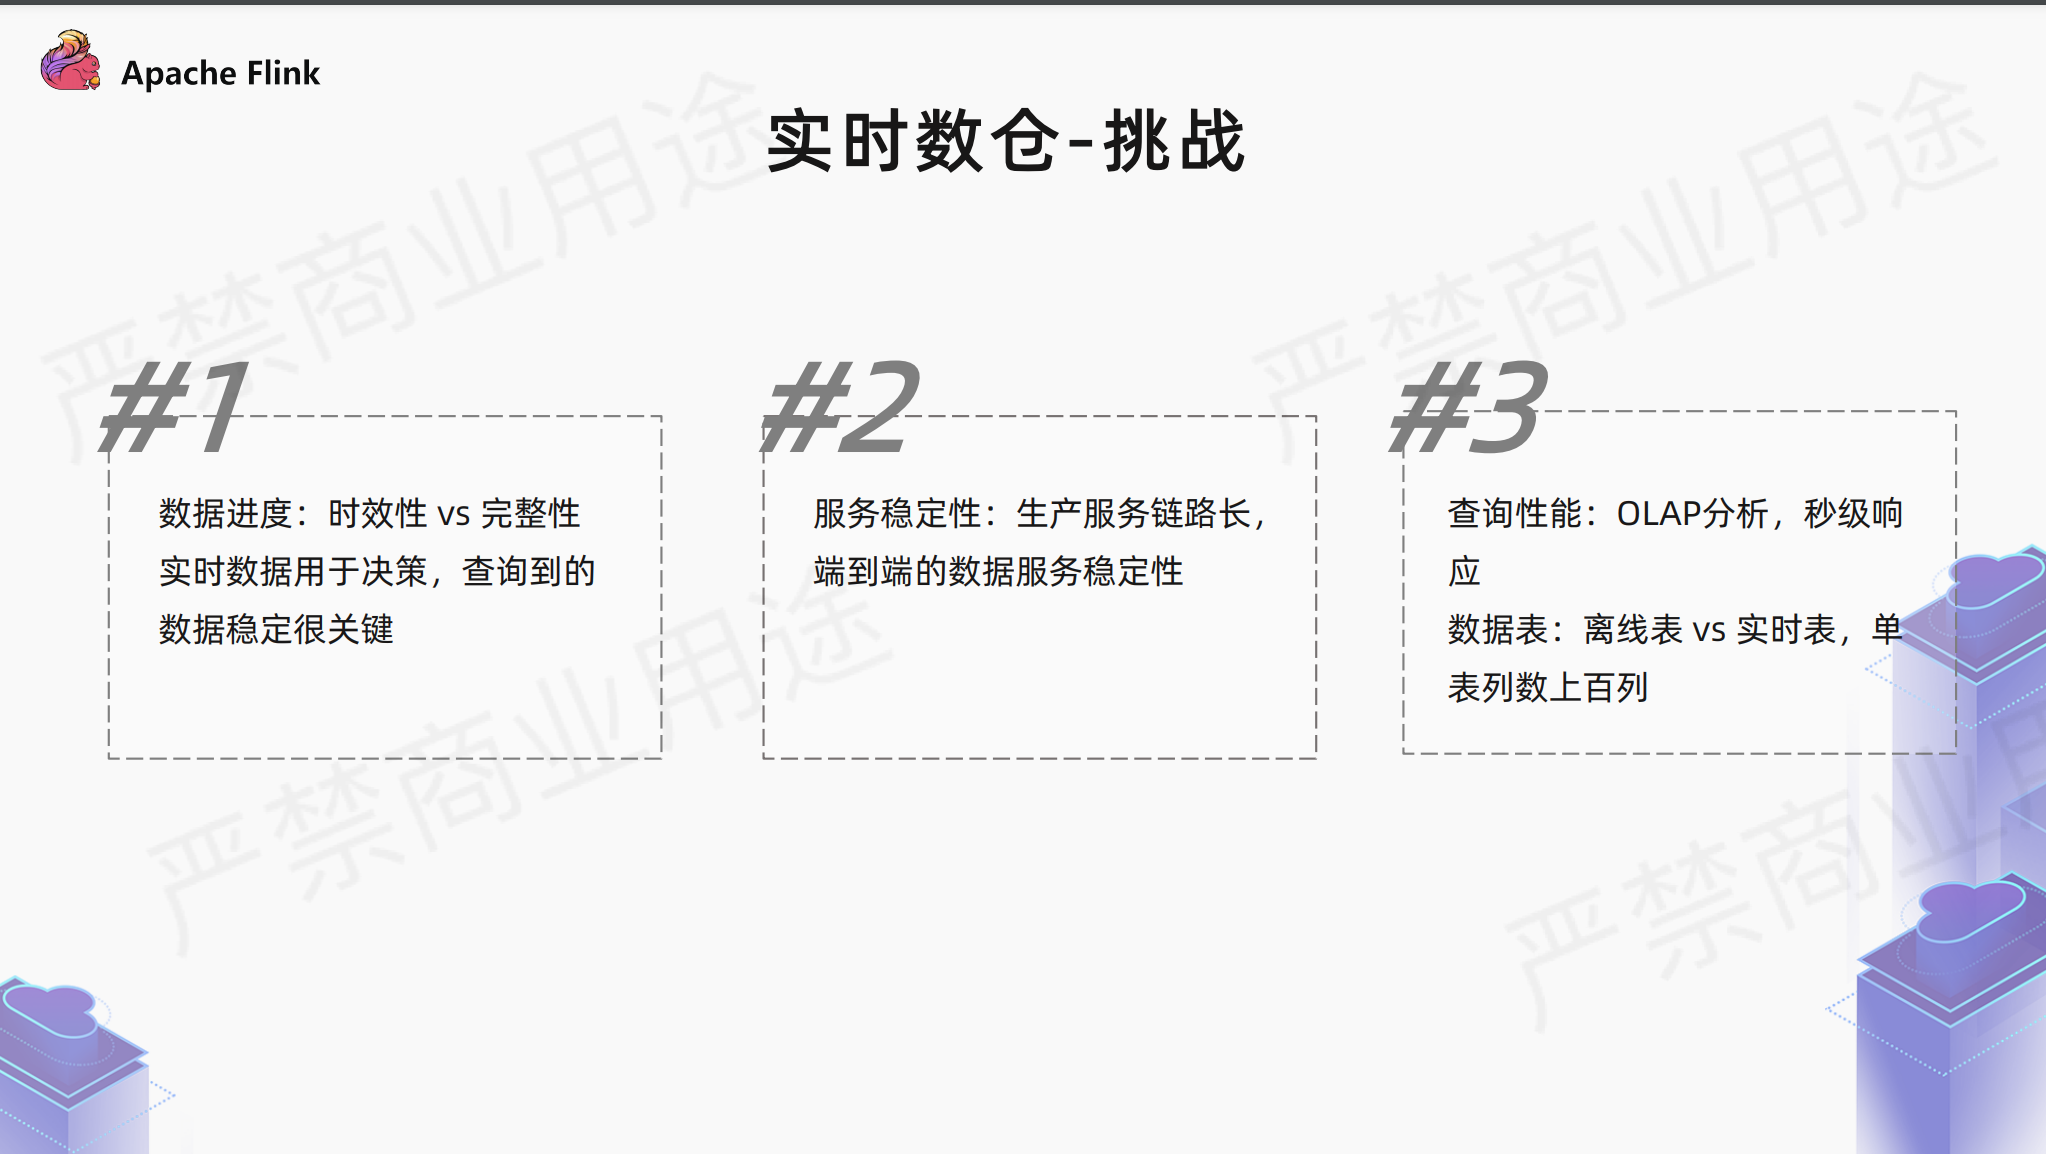 Apache Flink
实时数仓-挑战
#1
数据进度：时效性 vs 完整性
实时数据用于决策，查询到的
数据稳定很关键
#2
服务稳定性：生产服务链路长，
端到端的数据服务稳定性
#3
查询性能：OLAP分析，秒级响
应
数据表：离线表 vs 实时表，单
表列数上百列
严禁商业用途
严禁商业用途
严禁商业用途
严禁商业用